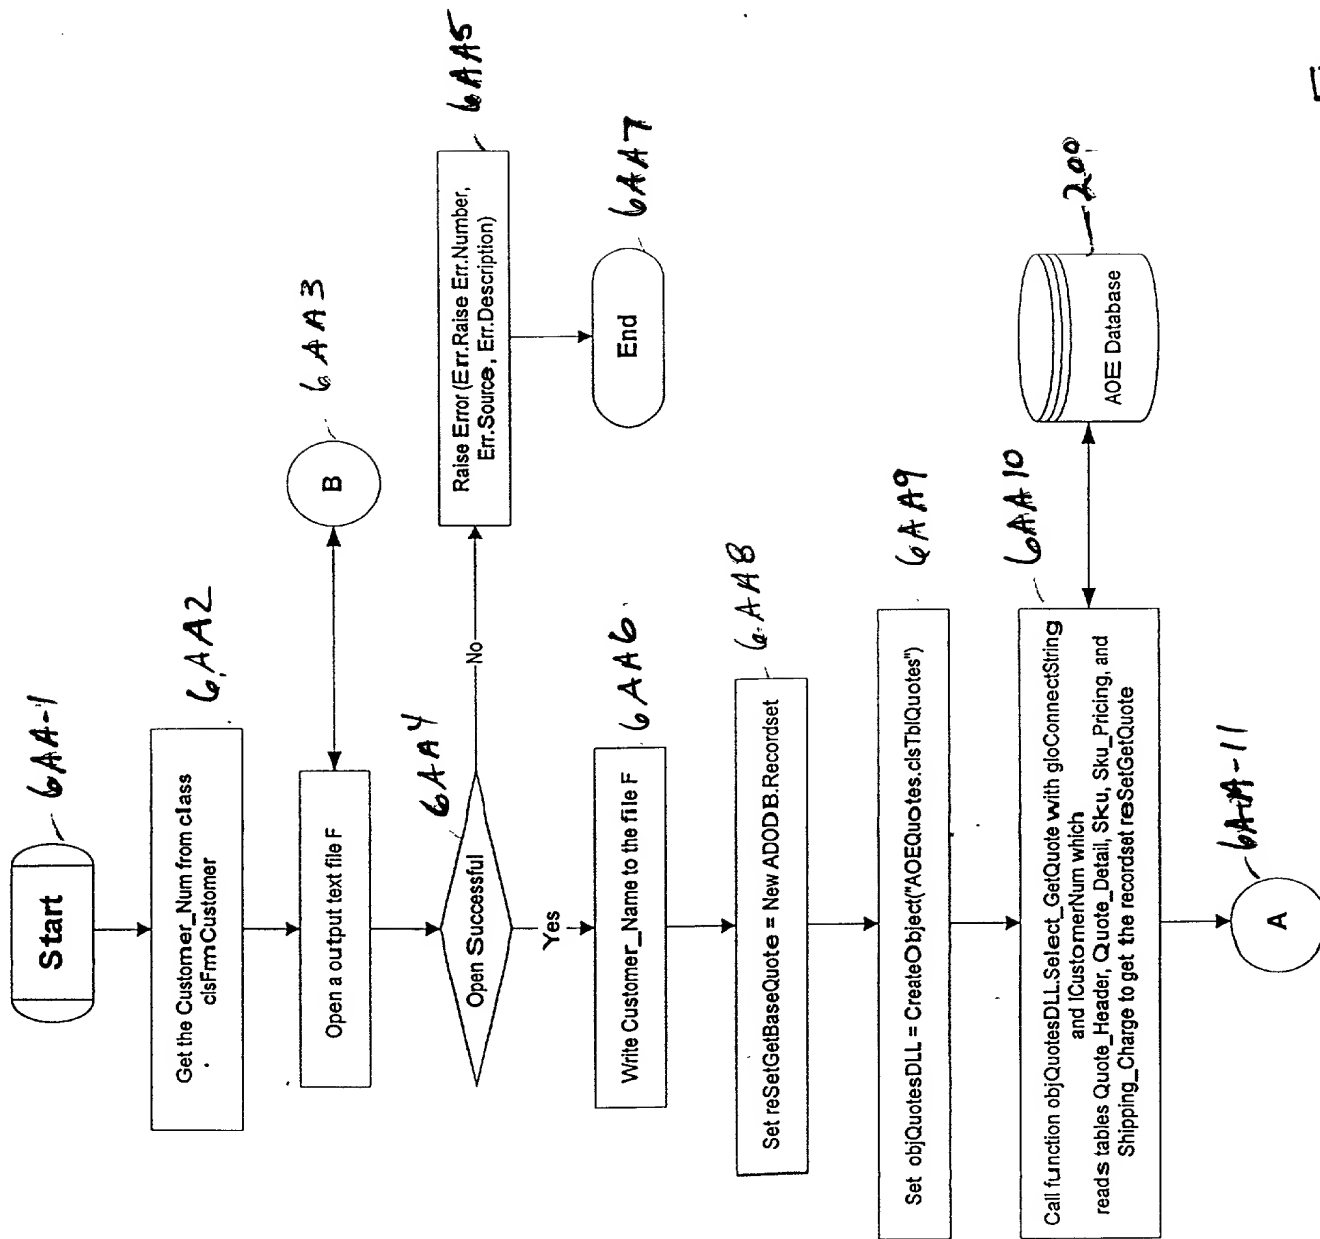 Start
6AA-1
Get the Customer_Num from class
clsFrmCustomer
6AA2
Open a output text file F
B
6AA3
Open Successful
6AA4
No
Raise Error (Err.Raise Err.Number,
Err.Source, Err.Description)
6AA5
End
6AA7
Yes
Write Customer_Name to the file F
6AA6
Set reSetGetBaseQuote = New ADODB.Recordset
6AA8
Set objQuotesDLL = CreateObject("AOEQuotes.clsTblQuotes")
6AA9
Call function objQuotesDLL.Select_GetQuote with gloConnectString
and lCustomerNum which
reads tables Quote_Header, Quote_Detail, Sku, Sku_Pricing, and
Shipping_Charge to get the recordset reSetGetQuote
6AA10
AOE Database
200
A
6AA-11